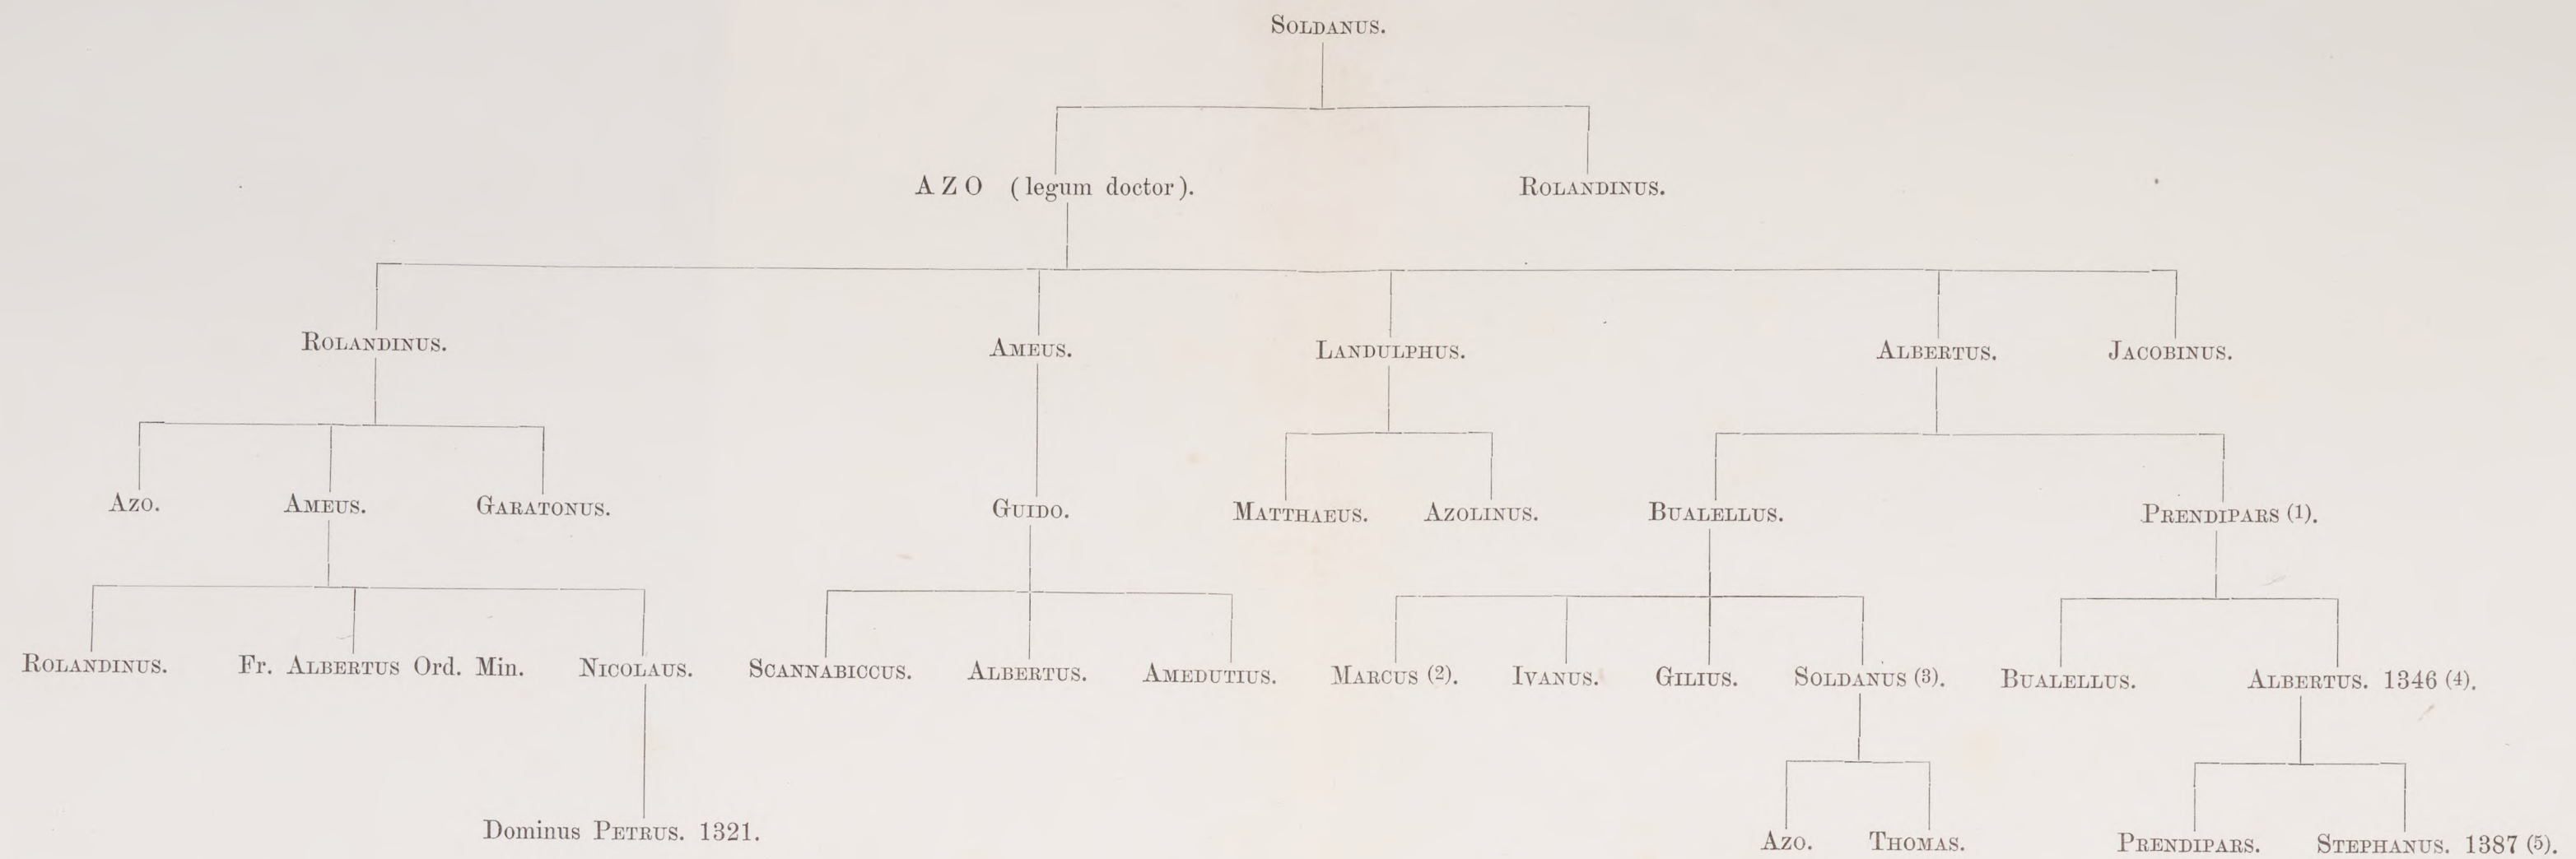 SOLDANUS.
AZO (legum doctor). ROLANDINUS.
ROLANDINUS. AMEUS. LANDULPHUS. ALBERTUS. JACOBINUS.
AZO. AMEUS. GARATONUS. GUIDO. MATTHAEUS. AZOLINUS. BUALELLUS. PRENDIPARS (1).
ROLANDINUS. Fr. ALBERTUS Ord. Min. NICOLAUS. SCANNABICCUS. ALBERTUS. AMEDUTIUS. MARCUS (2). IVANUS. GILIUS. SOLDANUS (3). BUALELLUS. ALBERTUS. 1346 (4).
Dominus PETRUS. 1321. AZO. THOMAS. PRENDIPARS. STEPHANUS. 1387 (5).